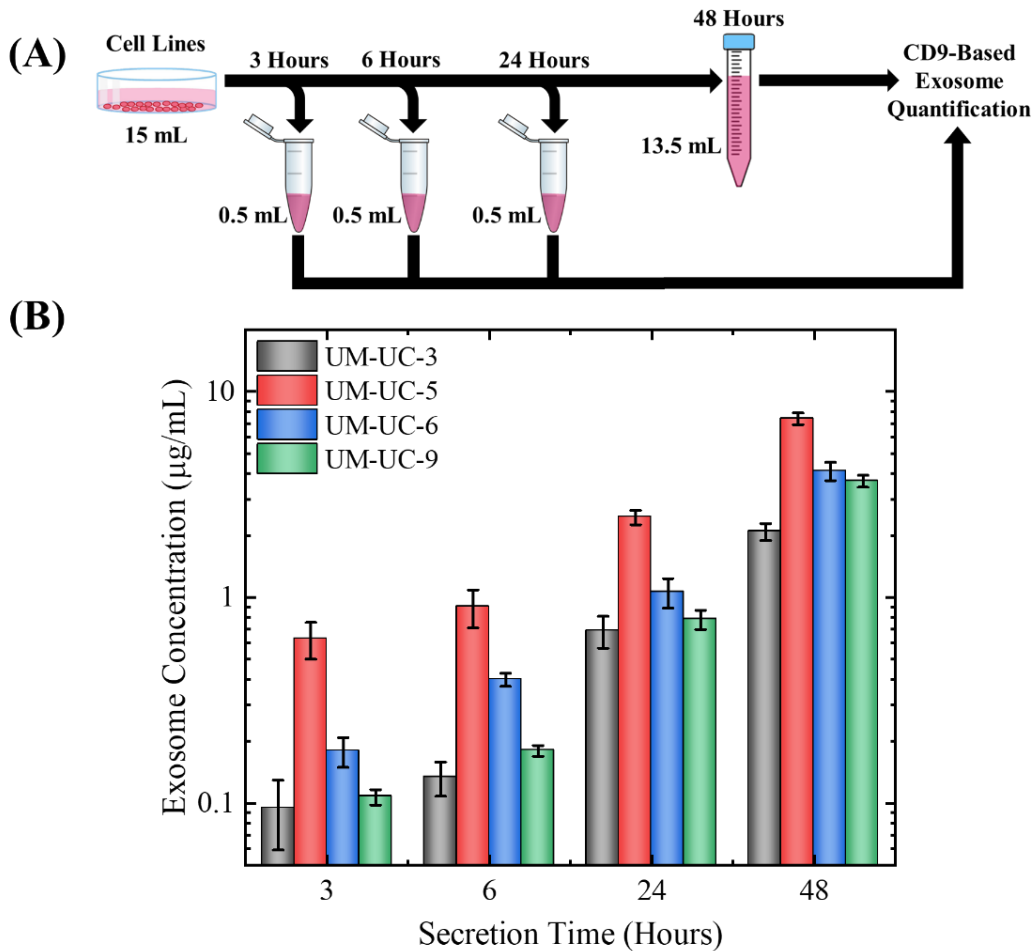 (A)
Cell Lines
15 mL
3 Hours
6 Hours
24 Hours
48 Hours
0.5 mL
0.5 mL
0.5 mL
13.5 mL
CD9-Based
Exosome
Quantification
(B)
UM-UC-3
UM-UC-5
UM-UC-6
UM-UC-9
Exosome Concentration (µg/mL)
10
1
0.1
3
6
24
48
Secretion Time (Hours)